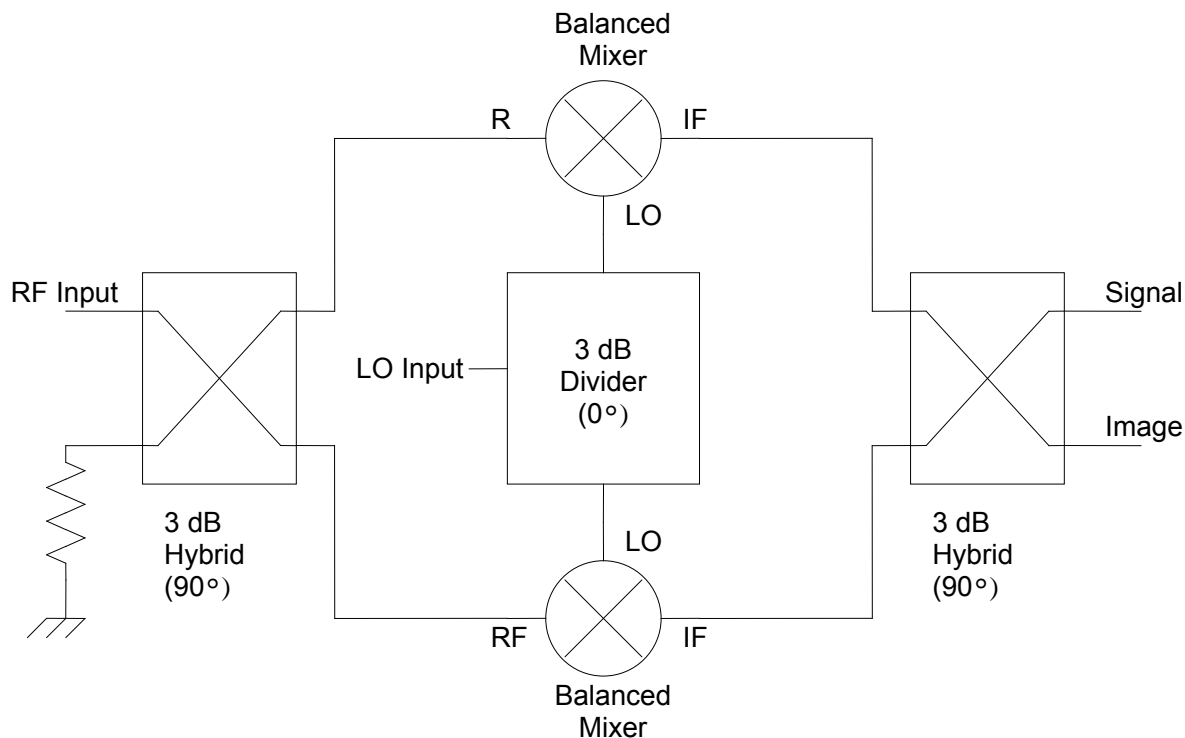 Balanced
Mixer
R
IF
LO
RF Input
Signal
LO Input
3 dB
Divider
(0°)
Image
3 dB
Hybrid
(90°)
3 dB
Hybrid
(90°)
LO
RF
IF
Balanced
Mixer